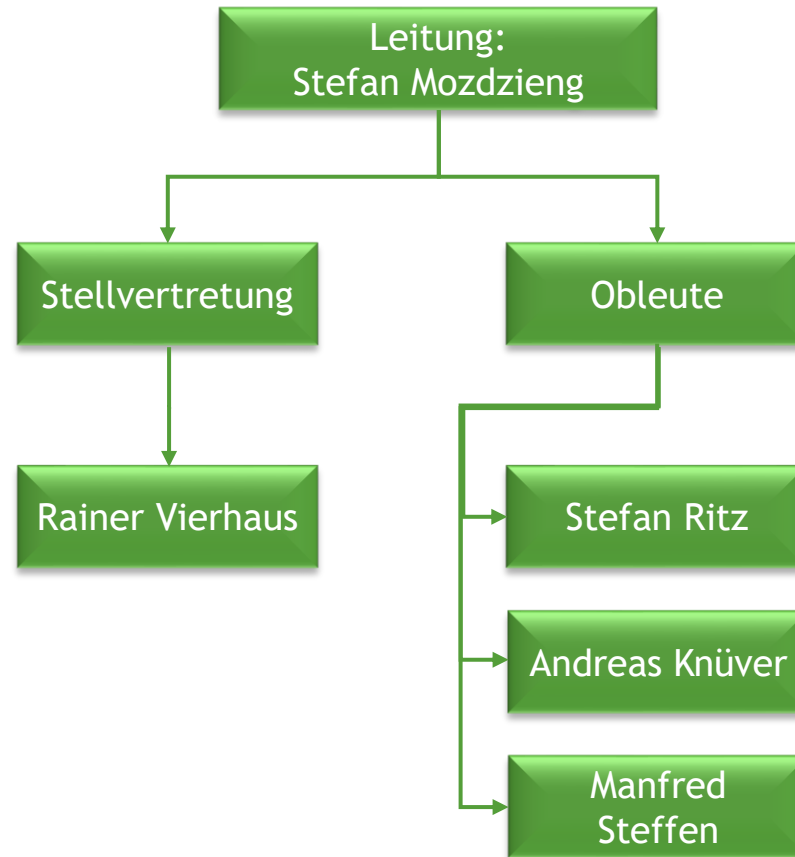 Leitung:
Stefan Mozdzieng
Stellvertretung
Obleute
Rainer Vierhaus
Stefan Ritz
Andreas Knüver
Manfred
Steffen